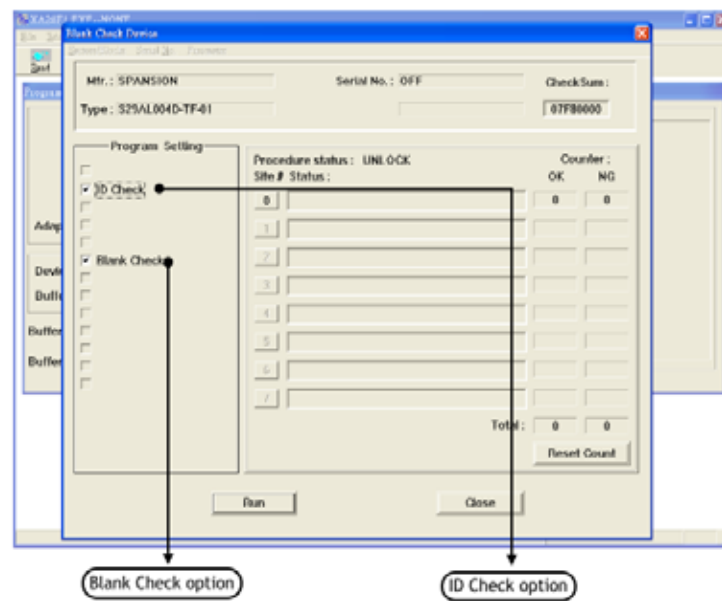 Blank Check Device
Mfr.: SPANSION
Serial No.: OFF
CheckSum:
Type: S29AL004D-TF-01
07FB0000
Program Setting
ID Check
Blank Check
Procedure status: UNLOCK
Counter:
Site # Status:
OK NG
0 0 0
1
2
3
4
5
6
7
Total: 0 0
Reset Count
Run
Close
Adap
Devi
Buffe
Buffer
Buffer
Blank Check option
ID Check option